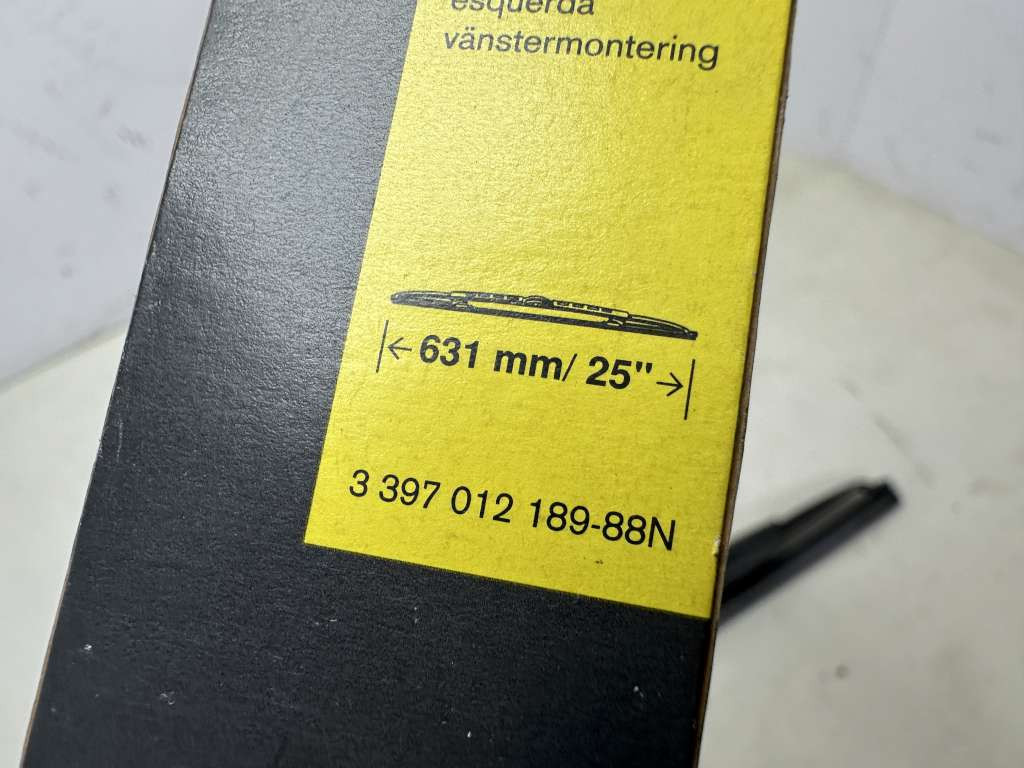 esquerda
vänstermontering
631 mm/ 25"
3 397 012 189-88N